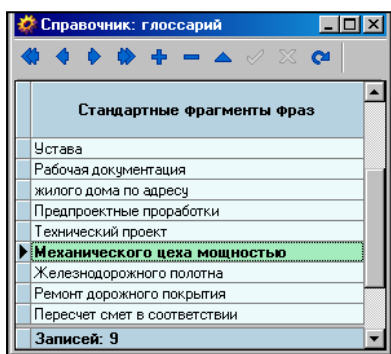 Справочник: глоссарий
Стандартные фрагменты фраз
Устава
Рабочая документация
жилого дома по адресу
Предпроектные проработки
Технический проект
Механического цеха мощностью
Железнодорожного полотна
Ремонт дорожного покрытия
Пересчет смет в соответствии
Записей: 9